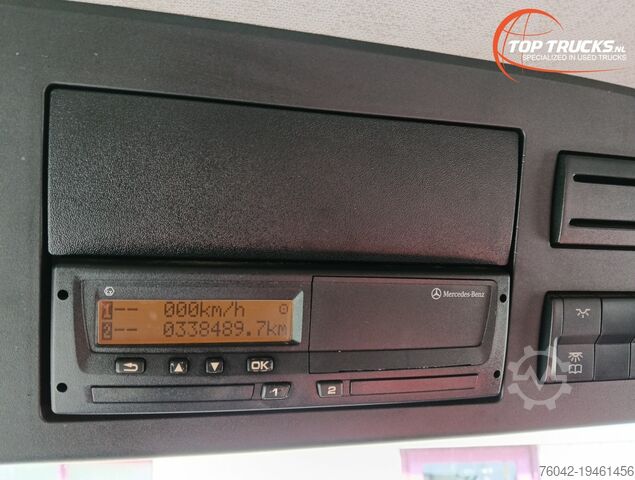 TOP TRUCKS.NL
SPECIALIZED IN USED TRUCKS
Mercedes-Benz
1 -- 000km/h
2 -- 0338489.7km
OK
1
2
76042-19461456